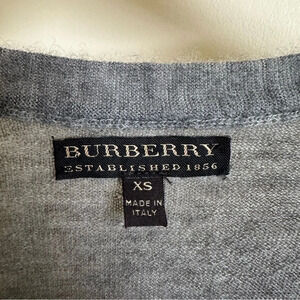 BURBERRY
ESTABLISHED 1856
XS
MADE IN
ITALY